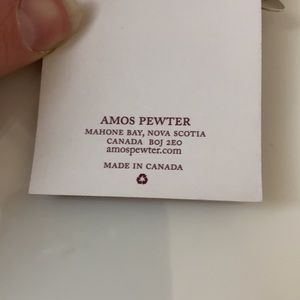 AMOS PEWTER
MAHONE BAY, NOVA SCOTIA
CANADA B0J 2E0
amospewter.com
MADE IN CANADA